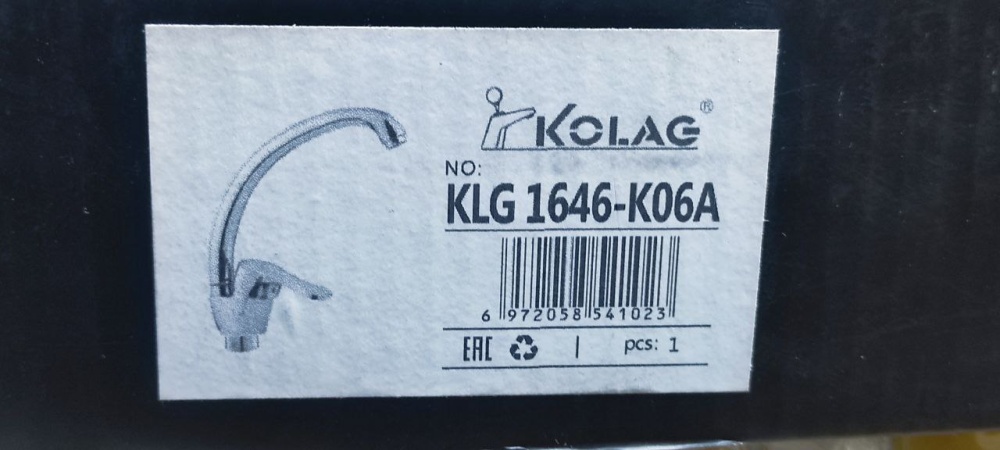 KOLAG®
NO:
KLG 1646-K06A
6 972058 541023
EAC | pcs: 1